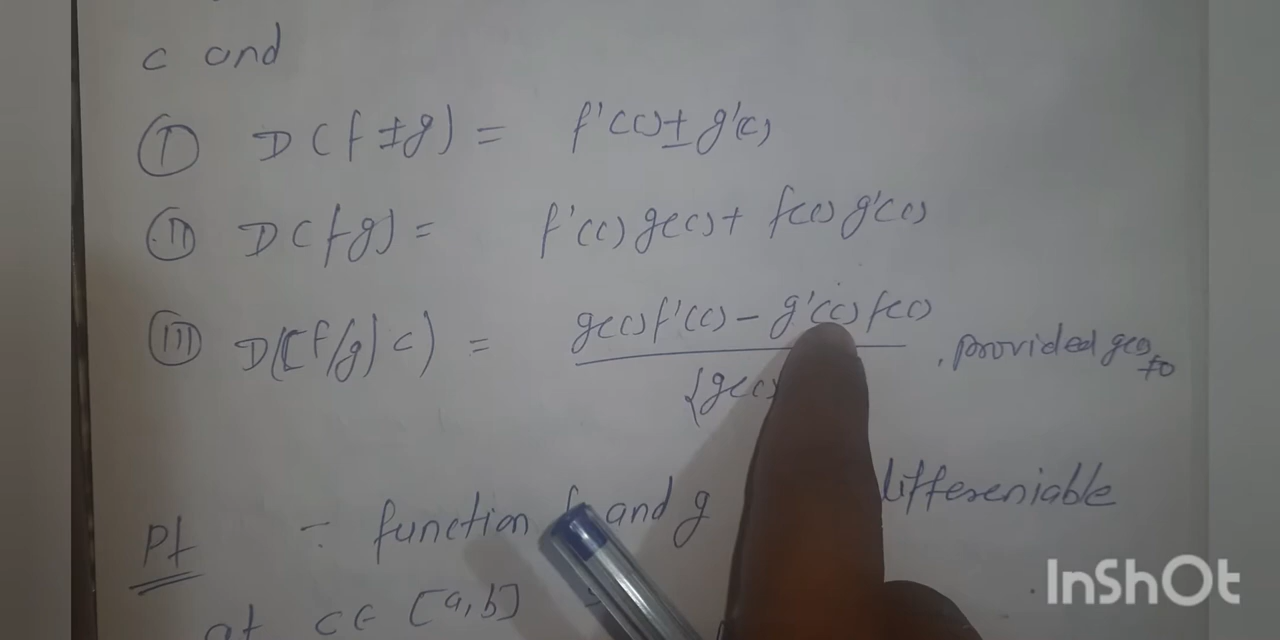 c and
(I) D(f ± g) = f'(c) ± g'(c)
(II) D(fg) = f'(c) g(c) + f(c) g'(c)
(III) D((f/g) c) = g(c) f'(c) - g'(c) f(c)
{g(c)
, provided g(c) ≠ 0
Pf :- function f and g differeniable
at c ∈ [a, b]
InShOt